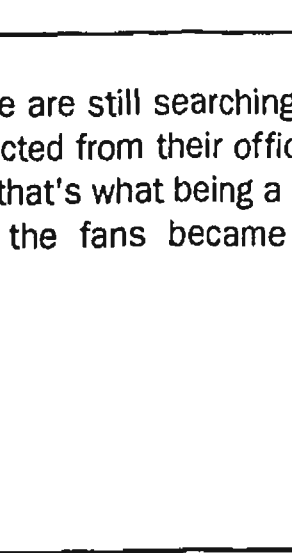 e are still searching
cted from their offic
that's what being a
the fans became